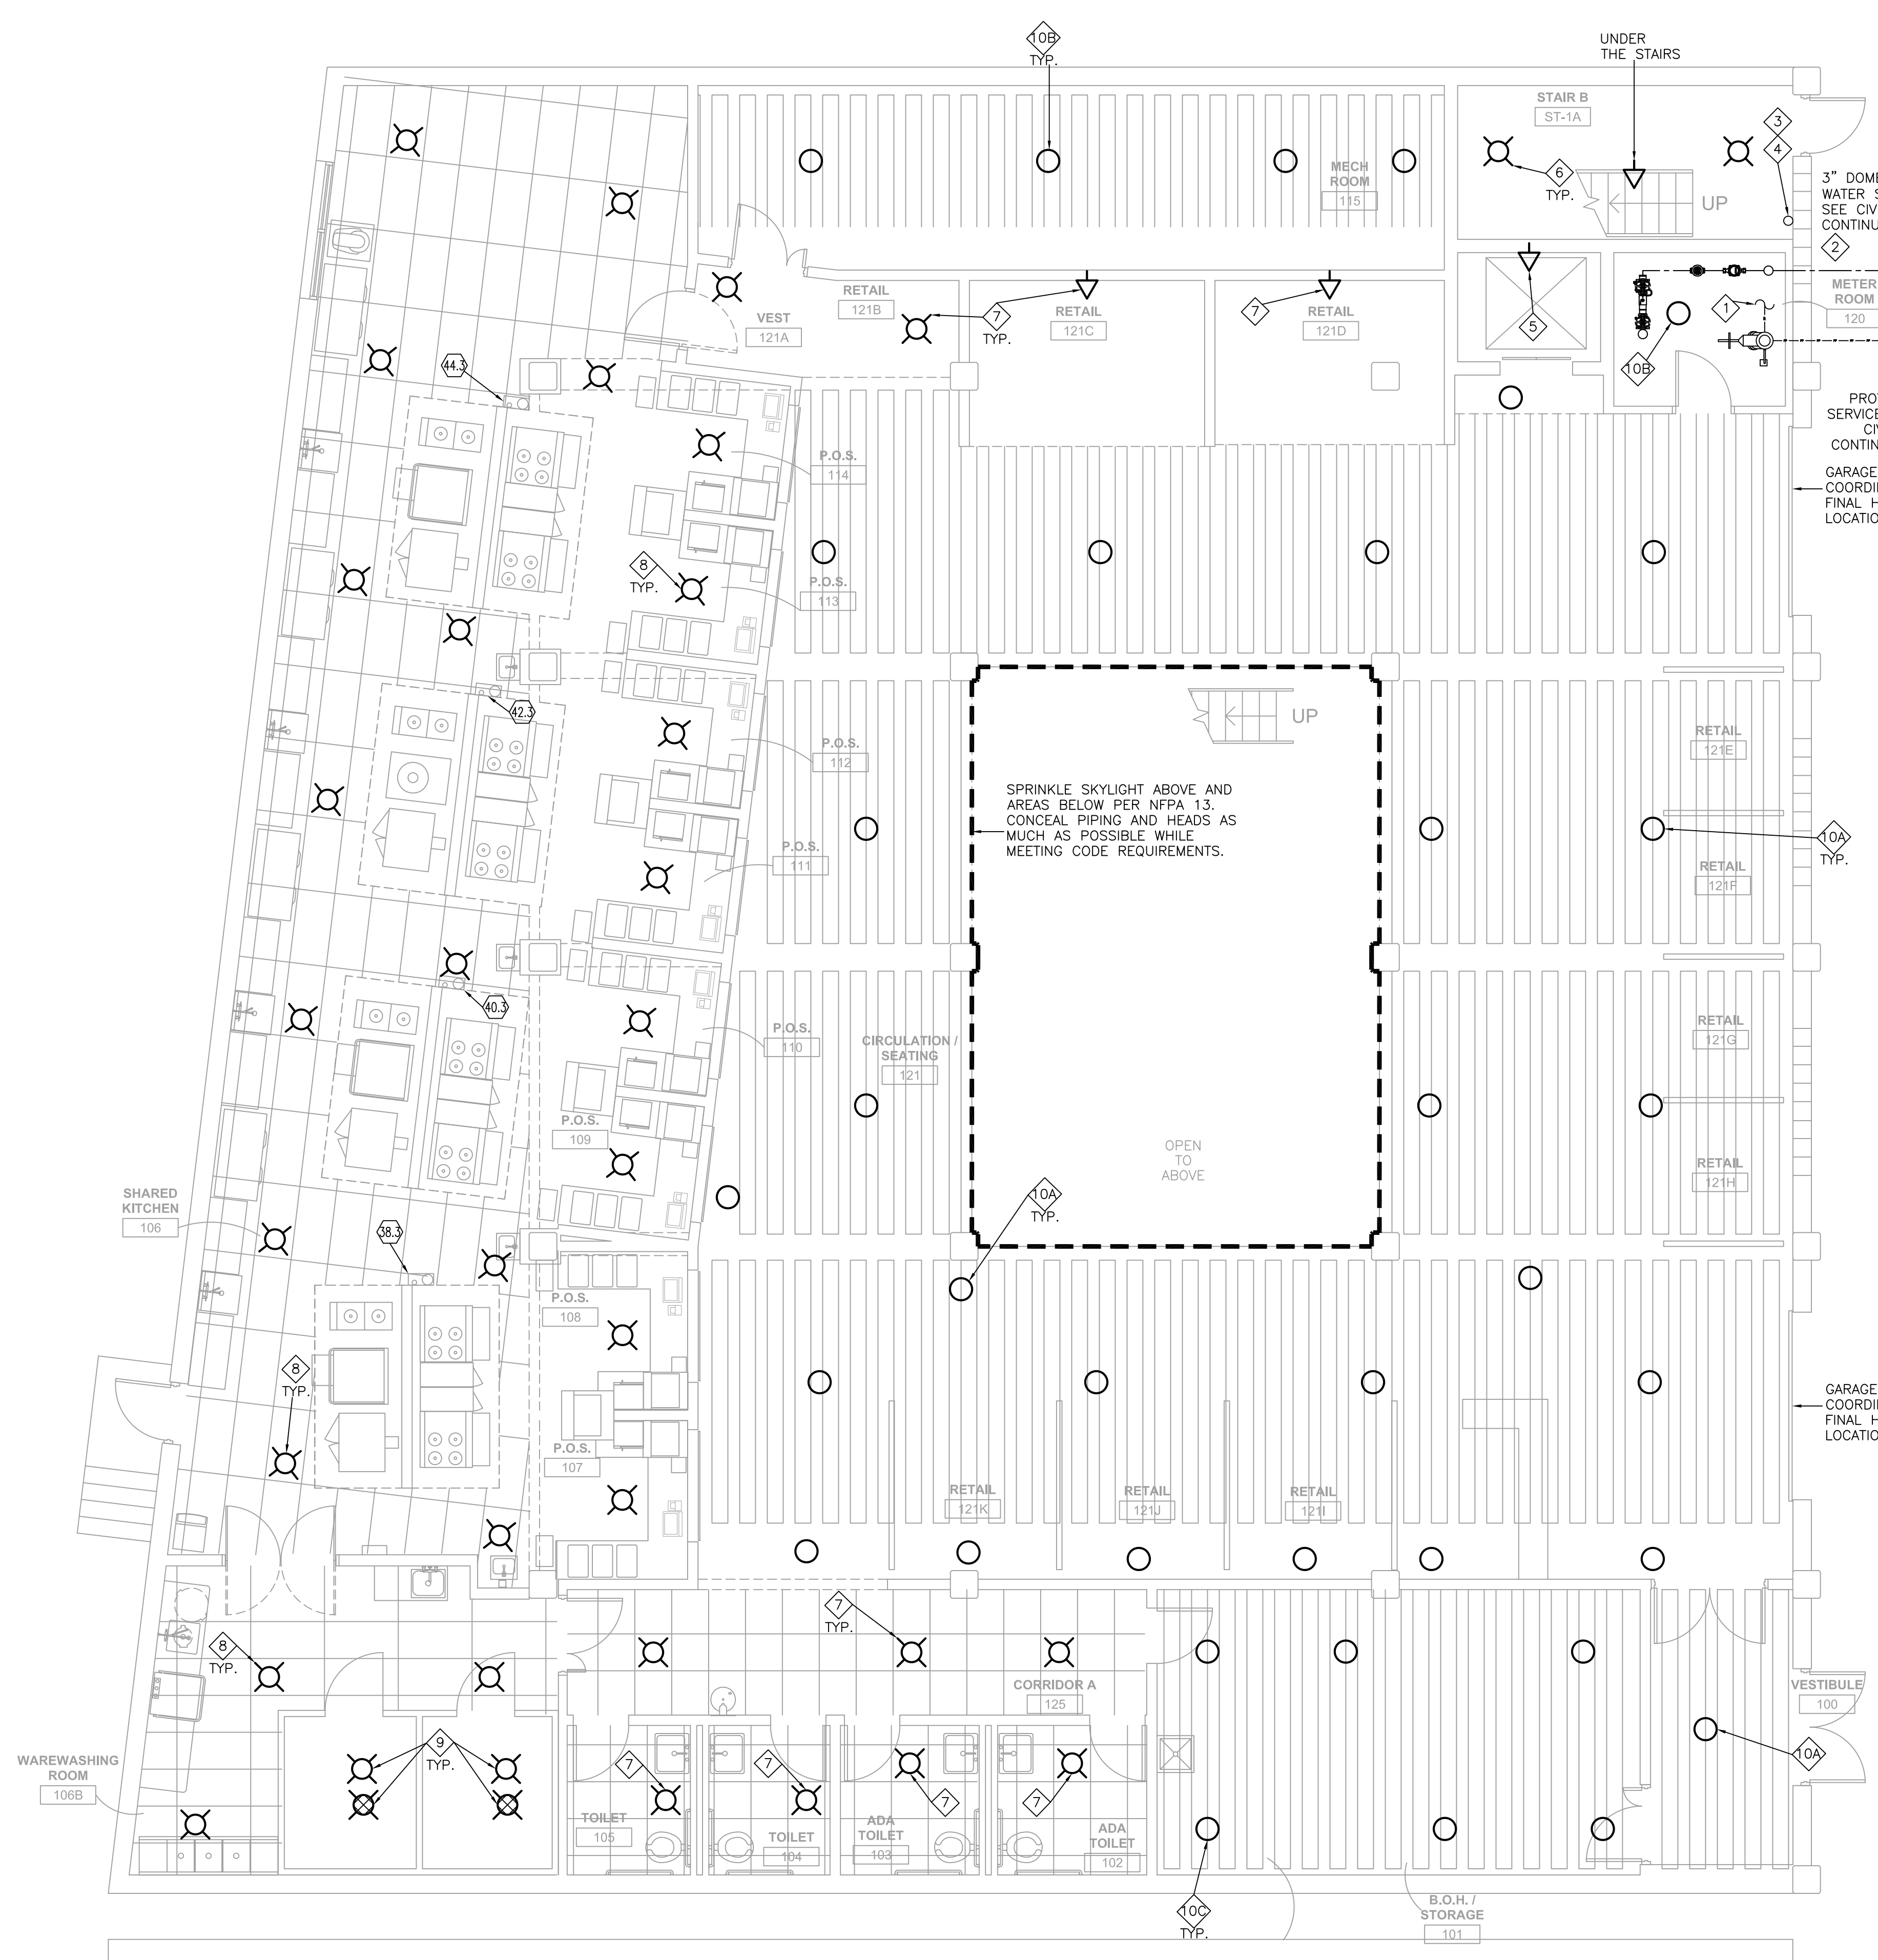 10B
TYP.
UNDER
THE STAIRS
STAIR B
ST-1A
3
4
6
TYP.
UP
MECH
ROOM
115
3" DOME
WATER S
SEE CIV
CONTINU
2
METER
ROOM
120
1
5
10B
RETAIL
121B
VEST
121A
7
TYP.
RETAIL
121C
7
RETAIL
121D
44.3
PRO
SERVICE
CIV
CONTIN
GARAGE
COORDI
FINAL H
LOCATIO
P.O.S.
114
8
TYP.
P.O.S.
113
42.3
P.O.S.
112
UP
RETAIL
121E
SPRINKLE SKYLIGHT ABOVE AND
AREAS BELOW PER NFPA 13.
CONCEAL PIPING AND HEADS AS
MUCH AS POSSIBLE WHILE
MEETING CODE REQUIREMENTS.
10A
TYP.
P.O.S.
111
RETAIL
121F
40.3
P.O.S.
110
CIRCULATION /
SEATING
121
RETAIL
121G
P.O.S.
109
OPEN
TO
ABOVE
RETAIL
121H
SHARED
KITCHEN
106
38.3
10A
TYP.
P.O.S.
108
8
TYP.
GARAGE
COORDI
FINAL H
LOCATIO
P.O.S.
107
RETAIL
121K
RETAIL
121J
RETAIL
121I
7
TYP.
8
TYP.
CORRIDOR A
125
VESTIBULE
100
9
TYP.
7
7
7
7
10A
WAREWASHING
ROOM
106B
TOILET
105
TOILET
104
ADA
TOILET
103
ADA
TOILET
102
10C
TYP.
B.O.H. /
STORAGE
101